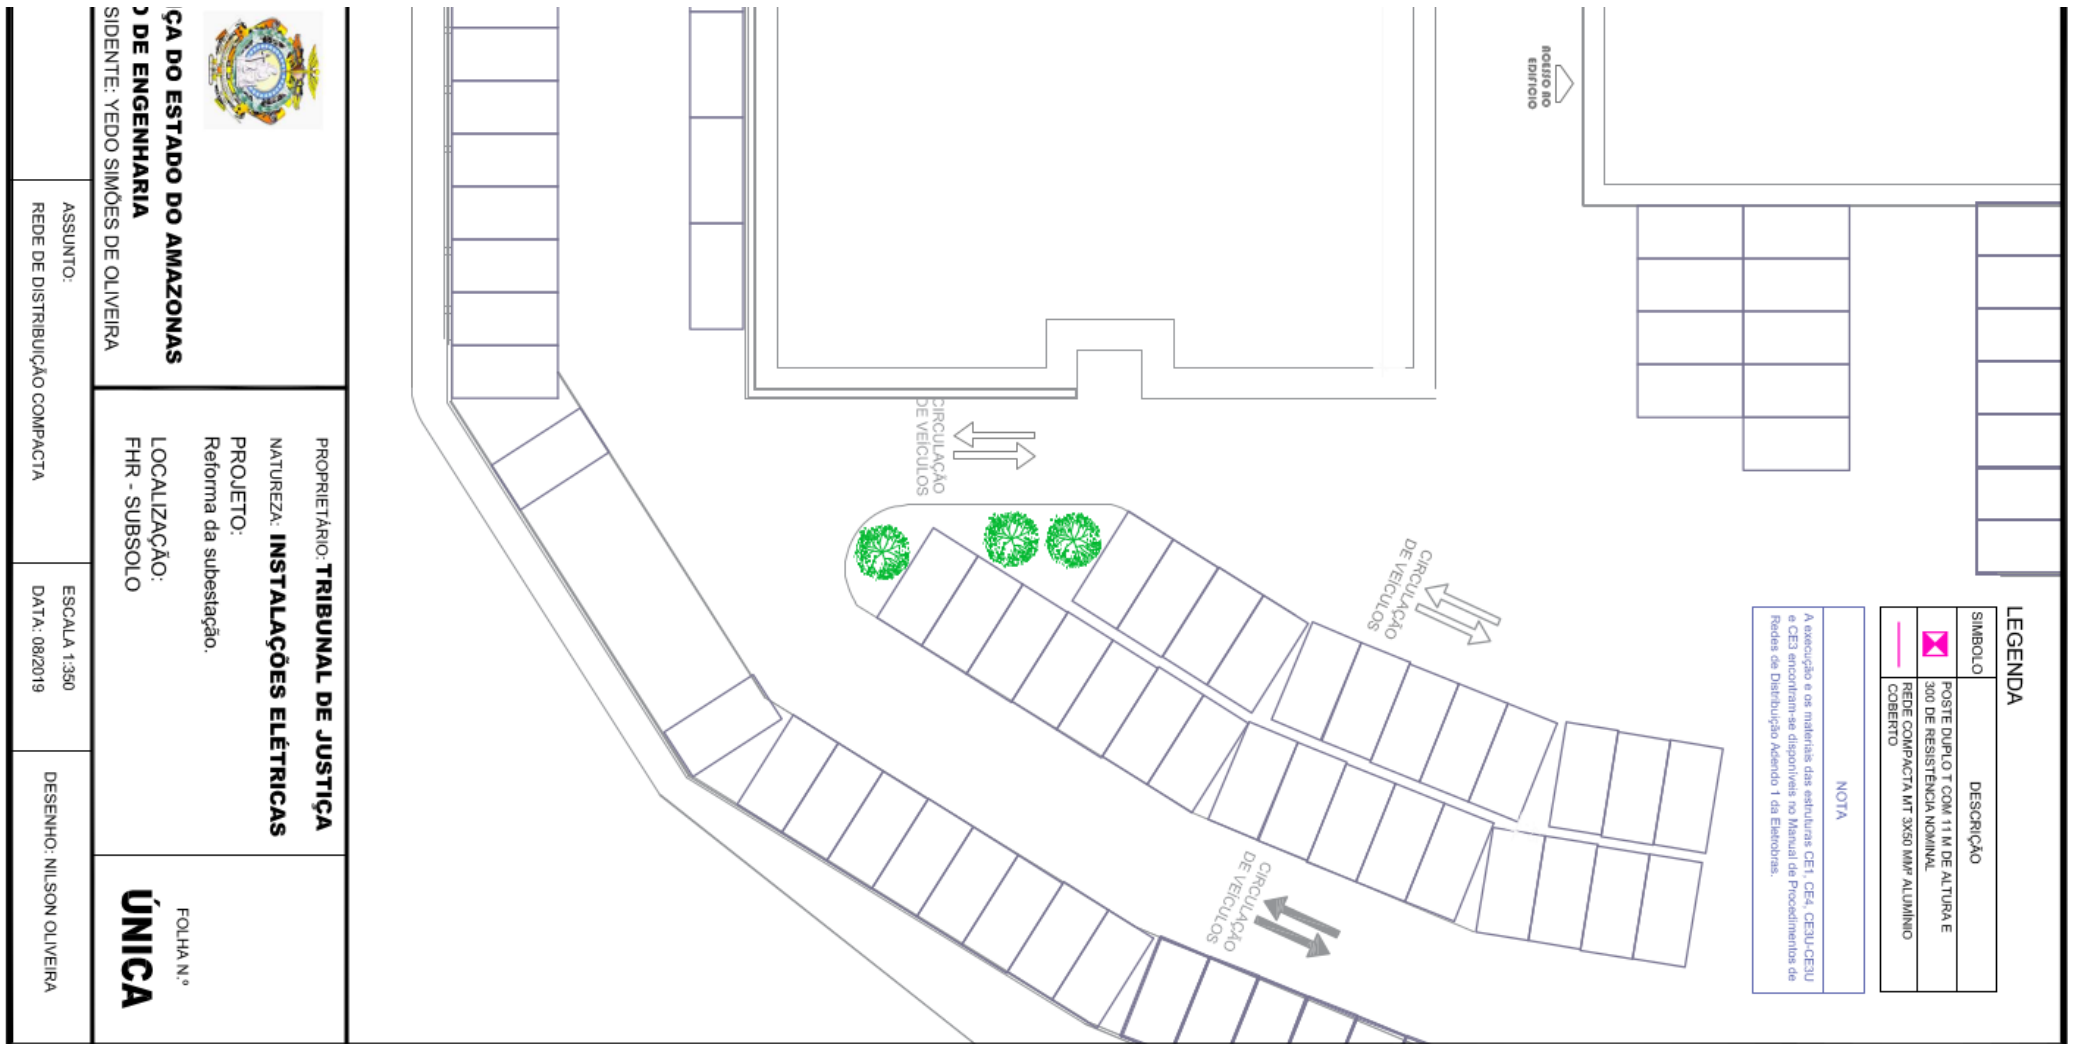 ACESSO AO
EDIFICIO
CIRCULAÇÃO
DE VEÍCULOS
CIRCULAÇÃO
DE VEÍCULOS
CIRCULAÇÃO
DE VEÍCULOS
LEGENDA
SIMBOLO
DESCRIÇÃO
POSTE DUPLO T COM 11 M DE ALTURA E
300 DE RESISTÊNCIA NOMINAL
REDE COMPACTA MT 3X50 MM² ALUMÍNIO
COBERTO
NOTA
A execução e os materiais das estruturas CE1, CE4, CE3U-CE3U
e CE3 encontram-se disponíveis no Manual de Procedimentos de
Redes de Distribuição Adendo 1 da Eletrobras.
ÇA DO ESTADO DO AMAZONAS
O DE ENGENHARIA
SIDENTE: YEDO SIMÕES DE OLIVEIRA
PROPRIETÁRIO: TRIBUNAL DE JUSTIÇA
NATUREZA: INSTALAÇÕES ELÉTRICAS
PROJETO:
Reforma da subestação.
LOCALIZAÇÃO:
FHR - SUBSOLO
FOLHA N.º
ÚNICA
ASSUNTO:
REDE DE DISTRIBUIÇÃO COMPACTA
ESCALA 1:350
DATA: 08/2019
DESENHO: NILSON OLIVEIRA